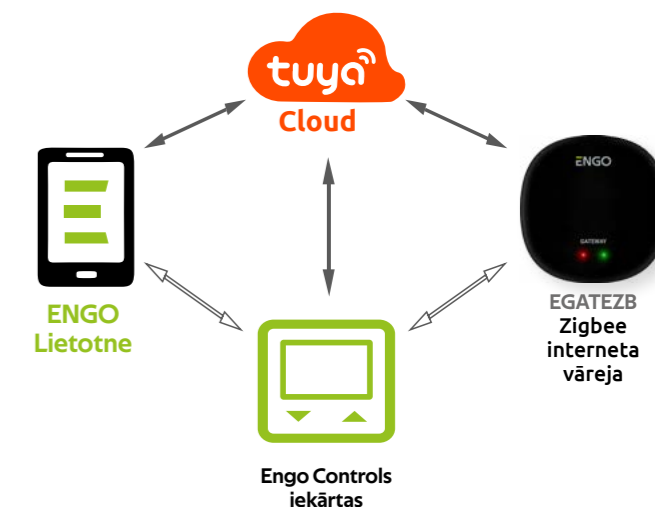 tuya
Cloud
ENGO
Lietotne
ENGO
GATEWAY
EGATEZB
Zigbee
interneta
vāreja
Engo Controls
iekārtas